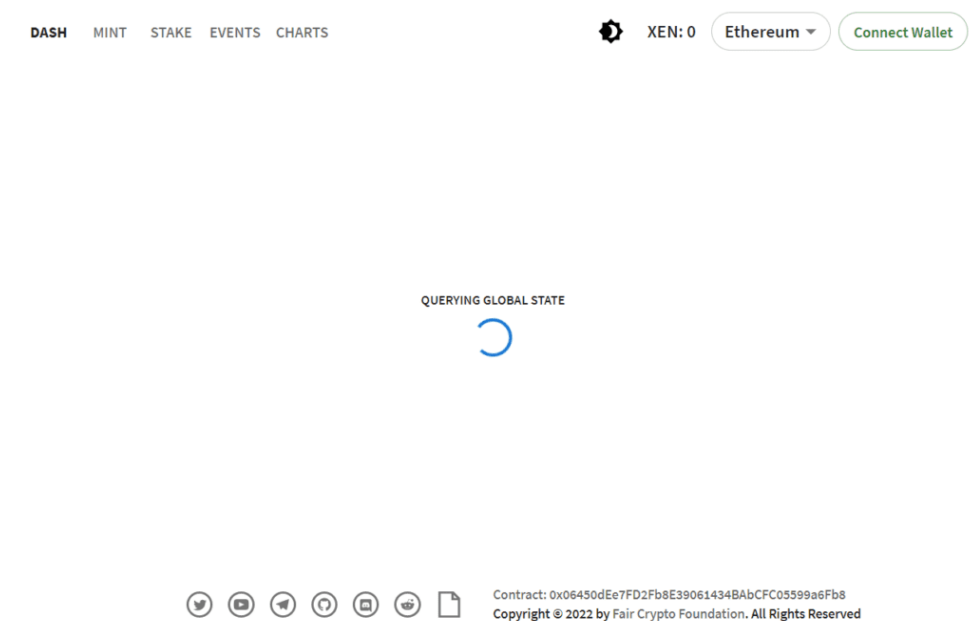 DASH MINT STAKE EVENTS CHARTS XEN: 0 Ethereum Connect Wallet
QUERYING GLOBAL STATE
Contract: 0x06450dEe7FD2Fb8E39061434BAbCFC05599a6Fb8
Copyright © 2022 by Fair Crypto Foundation. All Rights Reserved